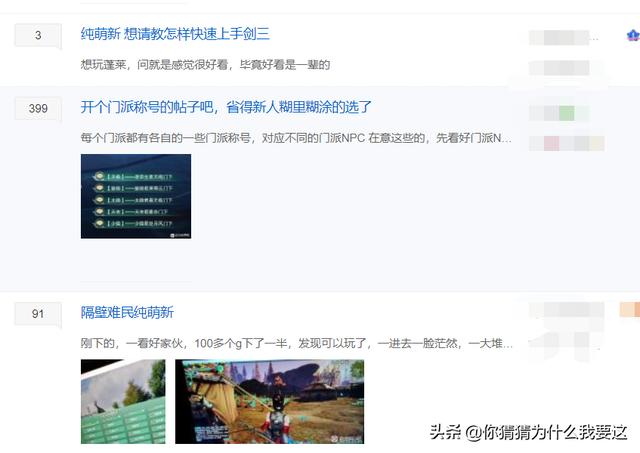 3
纯萌新 想请教怎样快速上手剑三
想玩蓬莱，问就是感觉很好看，毕竟好看是一辈的
399
开个门派称号的帖子吧，省得新人糊里糊涂的选了
每个门派都有各自的一些门派称号，对应不同的门派NPC 在意这些的，先看好门派N...
91
隔壁难民纯萌新
刚下的，一看好家伙，100多个g下了一半，发现可以玩了，一进去一脸茫然，一大堆...
头条 @你猜猜为什么我要这